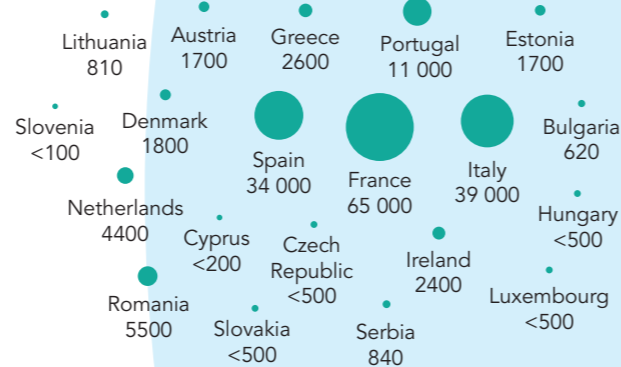 Lithuania
810
Austria
1700
Greece
2600
Portugal
11 000
Estonia
1700
Slovenia
<100
Denmark
1800
Spain
34 000
France
65 000
Italy
39 000
Bulgaria
620
Netherlands
4400
Cyprus
<200
Czech
Republic
<500
Ireland
2400
Hungary
<500
Romania
5500
Slovakia
<500
Serbia
840
Luxembourg
<500